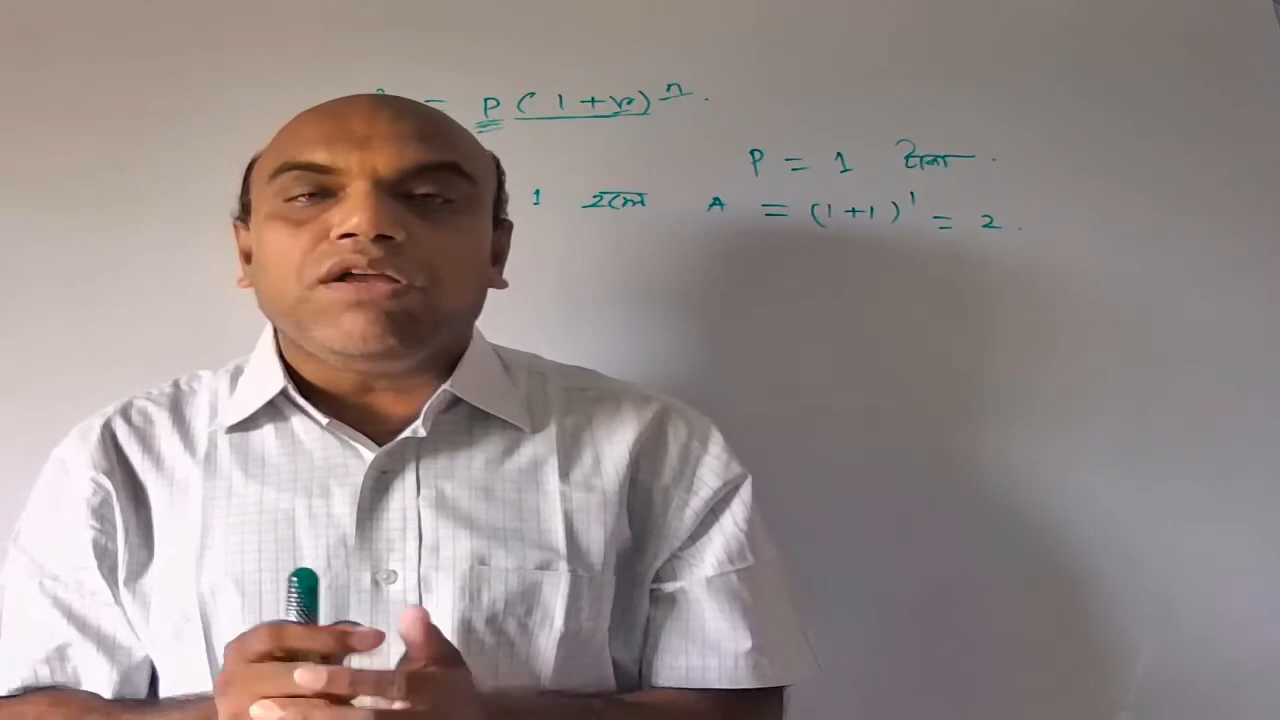 = P(1+r)ⁿ.
P = 1 টাকা.
1 হলে A = (1+1)¹ = 2.